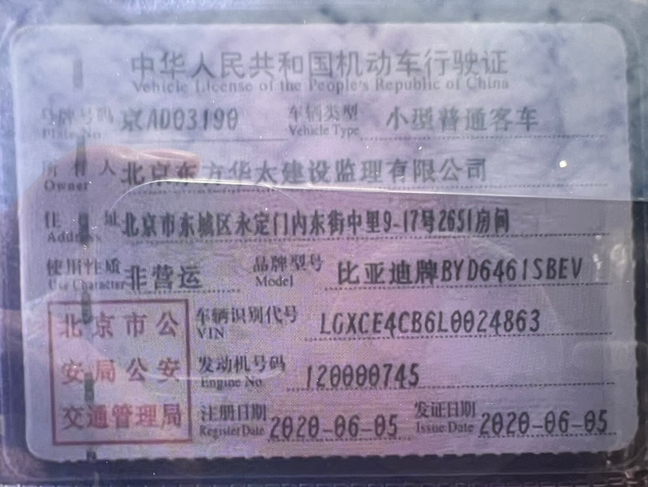 中华人民共和国机动车行驶证
Vehicle License of the People's Republic of China
号牌号码 京AD03190 车辆类型 小型普通客车
Plate No Vehicle Type
所有人 北京东方华太建设监理有限公司
Owner
住址 北京市东城区永定门内东街中里9-17号2651房间
Address
使用性质 非营运 品牌型号 比亚迪牌BYD6461SBEV
Use Character Model
北京市公 车辆识别代号 LGXCE4CB6L0024863
VIN
安局公安 发动机号码 120000745
Engine No
交通管理局 注册日期 2020-06-05 发证日期 2020-06-05
Register Date Issue Date